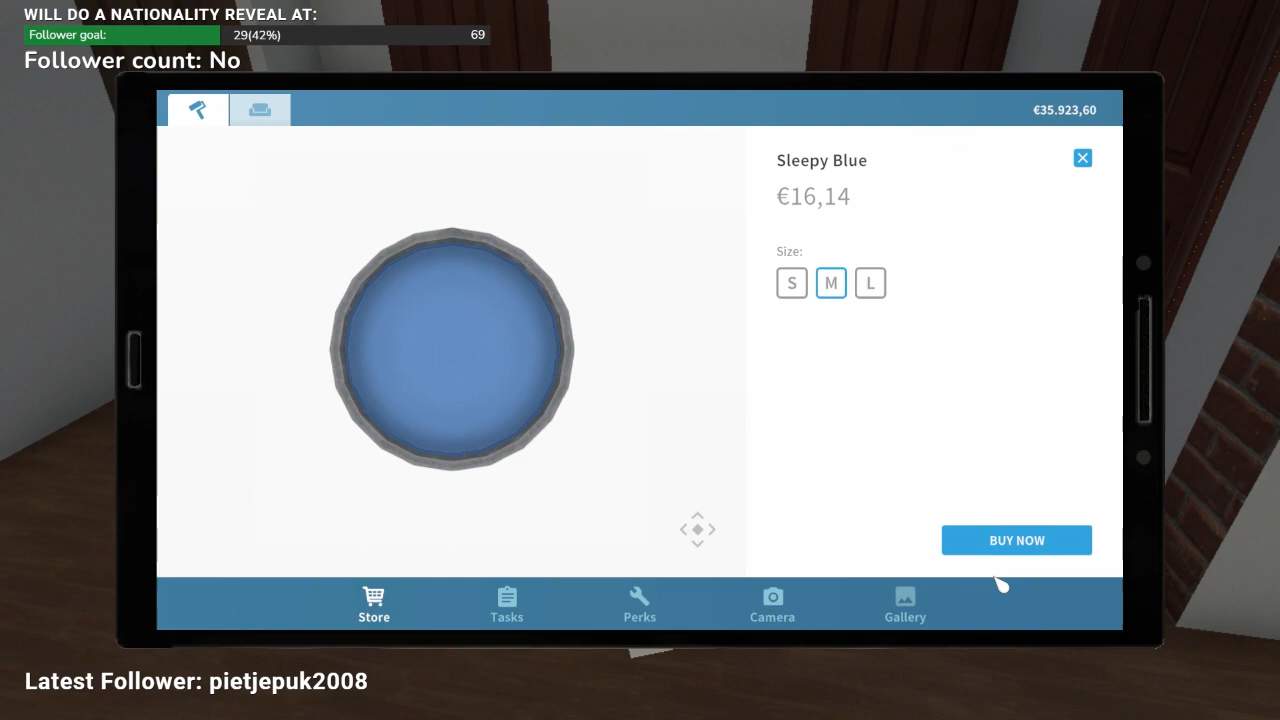 WILL DO A NATIONALITY REVEAL AT:
Follower goal: 29(42%) 69
Follower count: No
€35.923,60
Sleepy Blue
€16,14
Size:
S M L
BUY NOW
Store Tasks Perks Camera Gallery
Latest Follower: pietjepuk2008